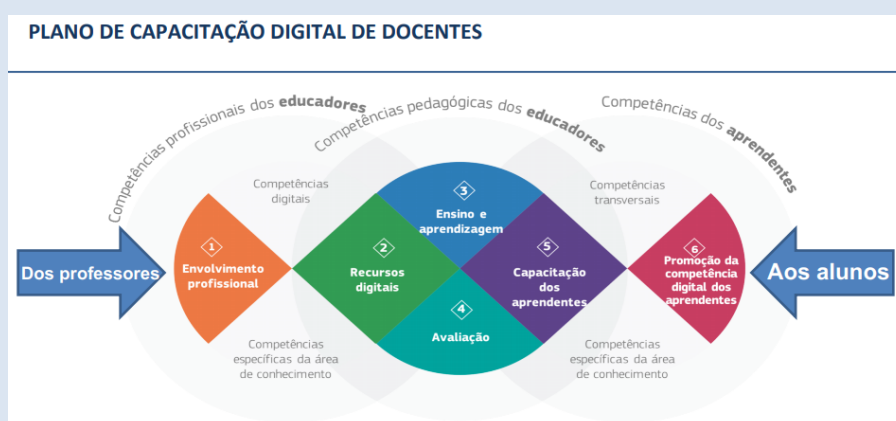 PLANO DE CAPACITAÇÃO DIGITAL DE DOCENTES
Competências profissionais dos educadores
Competências pedagógicas dos educadores
Competências dos aprendentes
Competências
digitais
Competências
transversais
Dos professores
1
Envolvimento
profissional
2
Recursos
digitais
3
Ensino e
aprendizagem
4
Avaliação
5
Capacitação
dos
aprendentes
6
Promoção da
competência
digital dos
aprendentes
Aos alunos
Competências
específicas da área
de conhecimento
Competências
específicas da área
de conhecimento